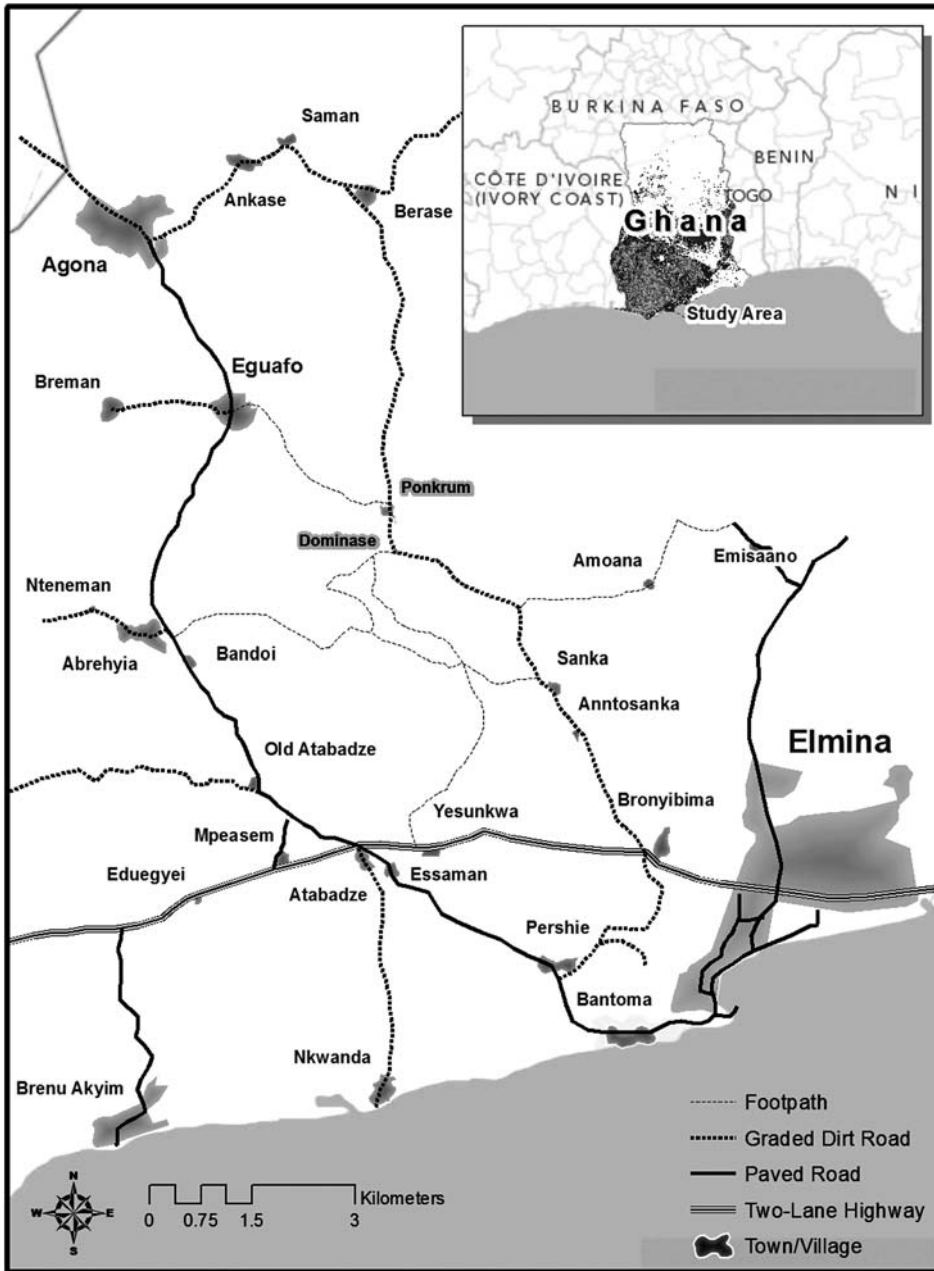 BURKINA FASO
BENIN
CÔTE D'IVOIRE
(IVORY COAST)
TOGO
N I
Ghana
Study Area
Saman
Ankase
Berase
Agona
Eguafo
Breman
Ponkrum
Dominase
Amoana
Emisaano
Nteneman
Abrehyia
Bandoi
Sanka
Anntosanka
Old Atabadze
Elmina
Bronyibima
Yesunkwa
Mpeasem
Eduegyei
Atabadze
Essaman
Pershie
Bantoma
Nkwanda
Brenu Akyim
Footpath
Graded Dirt Road
Paved Road
Two-Lane Highway
Town/Village
N
W E
S
Kilometers
0 0.75 1.5 3